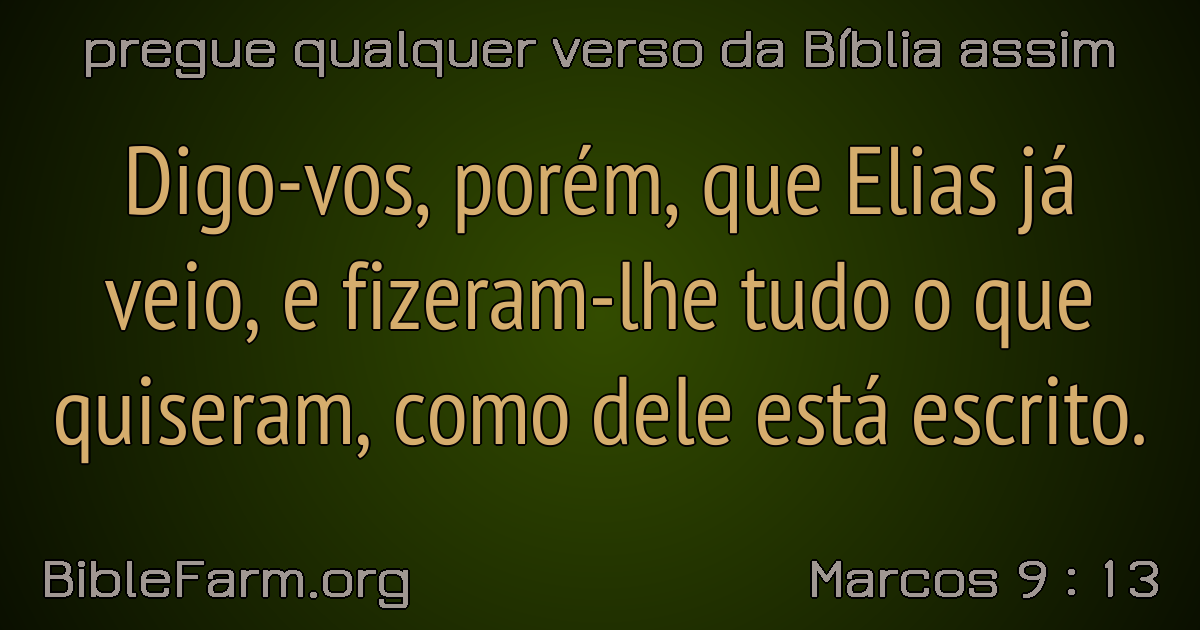 pregue qualquer verso da Bíblia assim
Digo-vos, porém, que Elias já
veio, e fizeram-lhe tudo o que
quiseram, como dele está escrito.
BibleFarm.org
Marcos 9 : 13